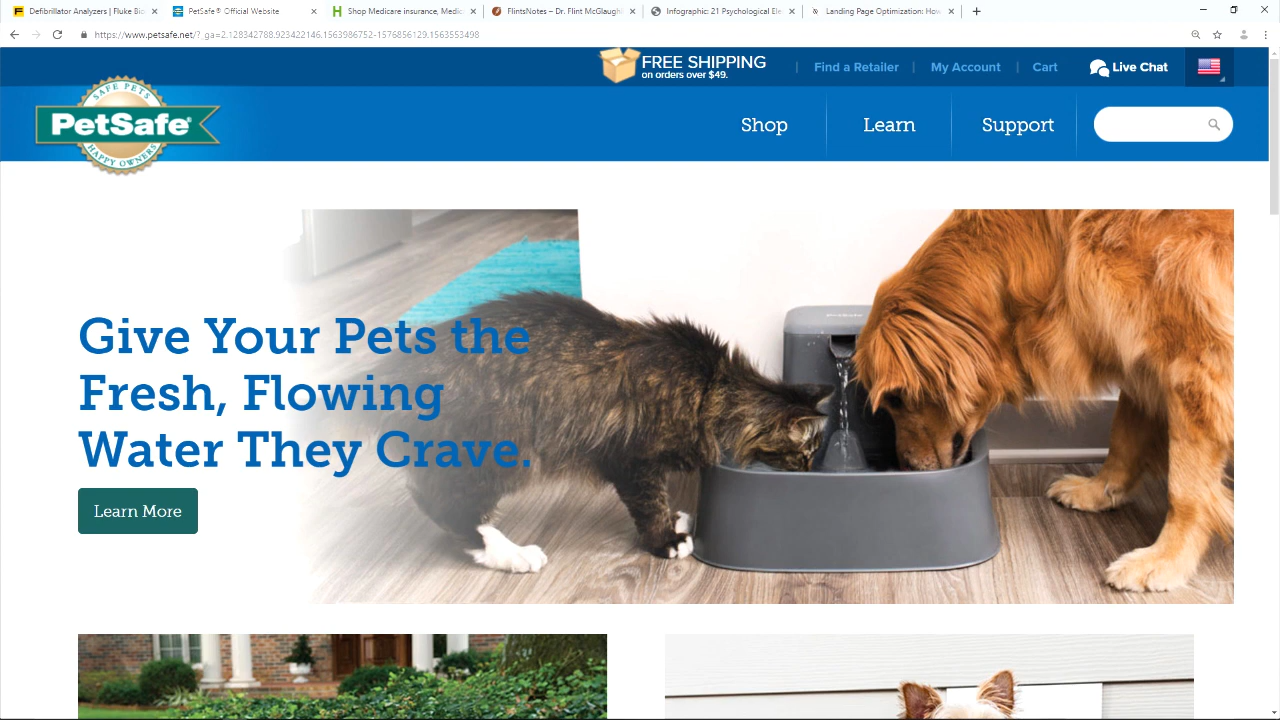 Defibrillator Analyzers | Fluke Bio
PetSafe® Official Website
Shop Medicare insurance, Medic
FlintsNotes – Dr. Flint McGlaugh
Infographic: 21 Psychological Ele
Landing Page Optimization: How
https://www.petsafe.net/?_ga=2.128342788.923422146.1563986752-1576856129.1563553498
FREE SHIPPING
on orders over $49.
Find a Retailer
My Account
Cart
Live Chat
SAFE PETS
PetSafe®
HAPPY OWNERS
Shop
Learn
Support
Give Your Pets the
Fresh, Flowing
Water They Crave.
Learn More